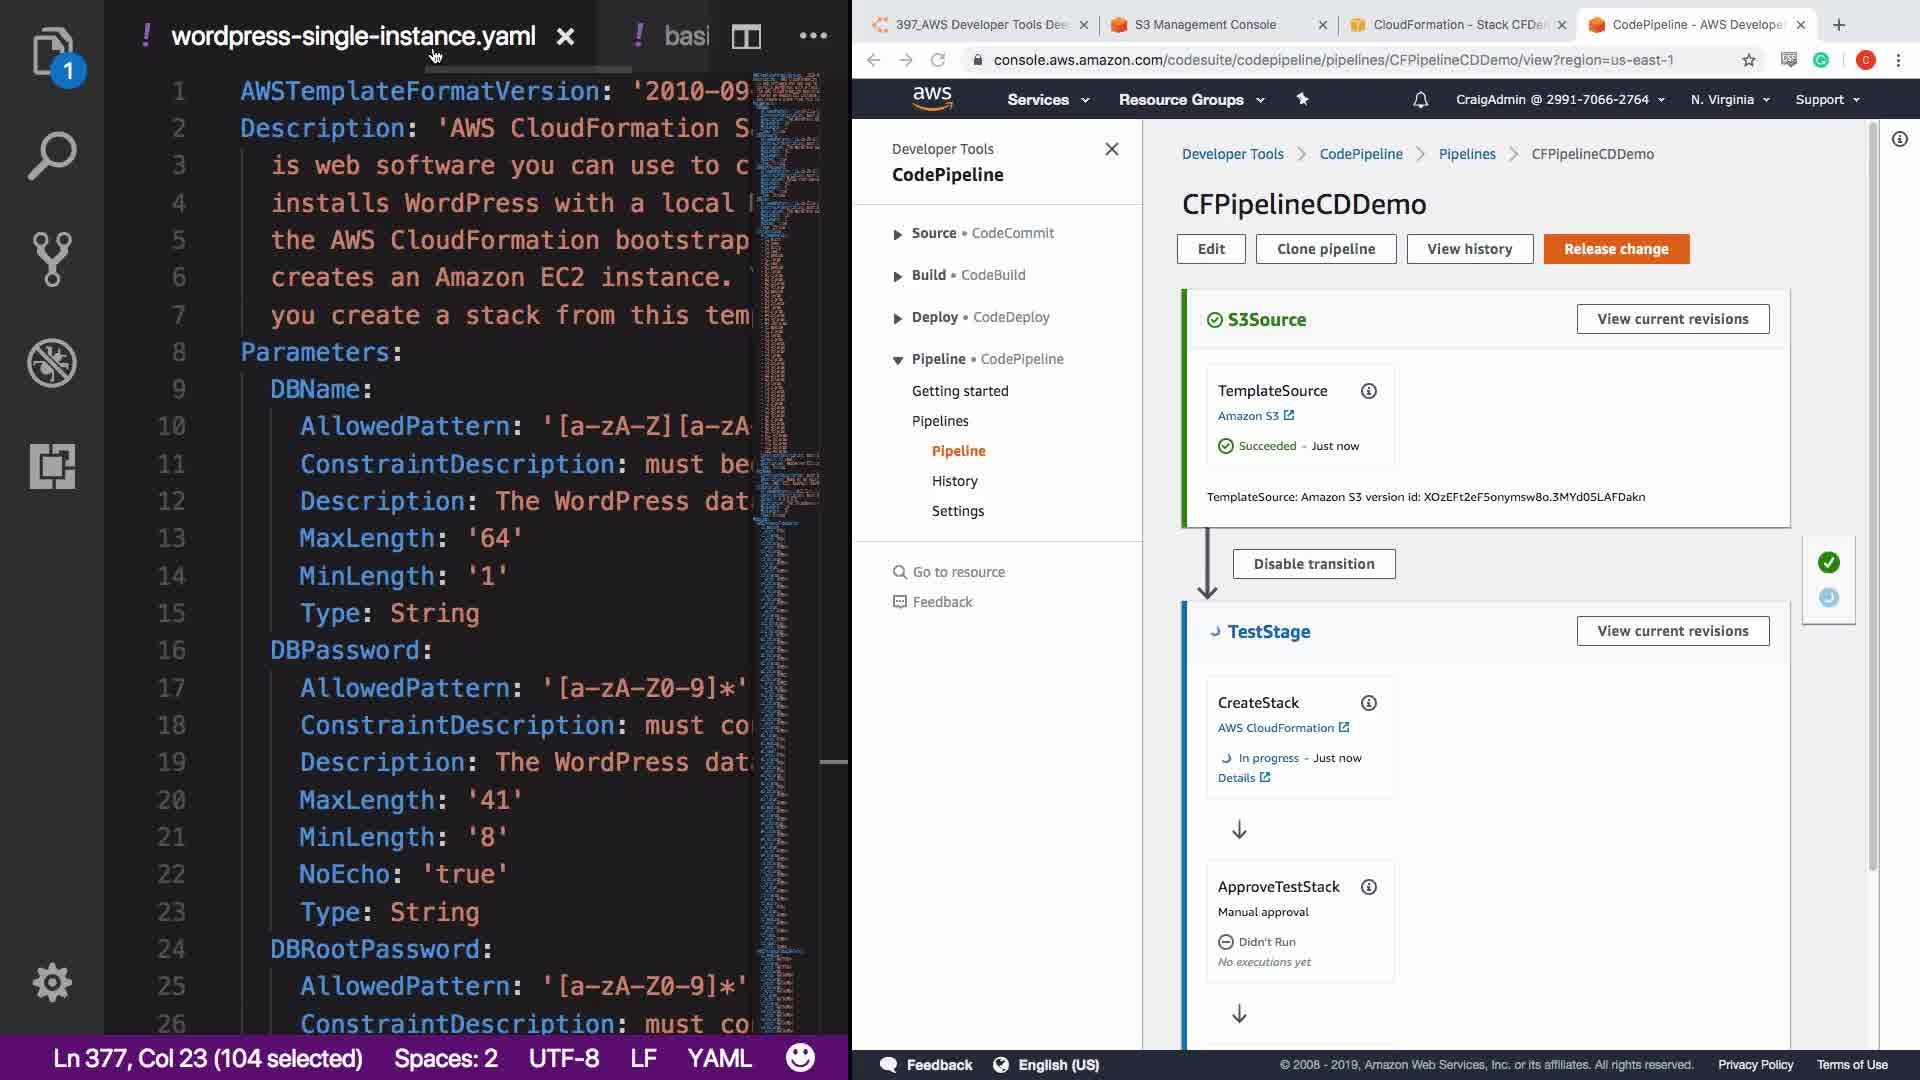 wordpress-single-instance.yaml
basi
1
1 AWSTemplateFormatVersion: '2010-09
2 Description: 'AWS CloudFormation S
3 is web software you can use to c
4 installs WordPress with a local
5 the AWS CloudFormation bootstrap
6 creates an Amazon EC2 instance.
7 you create a stack from this tem
8 Parameters:
9 DBName:
10 AllowedPattern: '[a-zA-Z][a-zA
11 ConstraintDescription: must be
12 Description: The WordPress dat
13 MaxLength: '64'
14 MinLength: '1'
15 Type: String
16 DBPassword:
17 AllowedPattern: '[a-zA-Z0-9]*'
18 ConstraintDescription: must co
19 Description: The WordPress dat
20 MaxLength: '41'
21 MinLength: '8'
22 NoEcho: 'true'
23 Type: String
24 DBRootPassword:
25 AllowedPattern: '[a-zA-Z0-9]*'
26 ConstraintDescription: must co
Ln 377, Col 23 (104 selected) Spaces: 2 UTF-8 LF YAML
397_AWS Developer Tools Dee
S3 Management Console
CloudFormation - Stack CFDe
CodePipeline - AWS Developer
console.aws.amazon.com/codesuite/codepipeline/pipelines/CFPipelineCDDemo/view?region=us-east-1
C
aws Services Resource Groups CraigAdmin @ 2991-7066-2764 N. Virginia Support
Developer Tools
CodePipeline
Source • CodeCommit
Build • CodeBuild
Deploy • CodeDeploy
Pipeline • CodePipeline
Getting started
Pipelines
Pipeline
History
Settings
Go to resource
Feedback
Developer Tools > CodePipeline > Pipelines > CFPipelineCDDemo
CFPipelineCDDemo
Edit Clone pipeline View history Release change
S3Source View current revisions
TemplateSource
Amazon S3
Succeeded - Just now
TemplateSource: Amazon S3 version id: XOzEFt2eF5onymsw8o.3MYd05LAFDakn
Disable transition
TestStage View current revisions
CreateStack
AWS CloudFormation
In progress - Just now
Details
ApproveTestStack
Manual approval
Didn't Run
No executions yet
Feedback English (US) © 2008 - 2019, Amazon Web Services, Inc. or its affiliates. All rights reserved. Privacy Policy Terms of Use